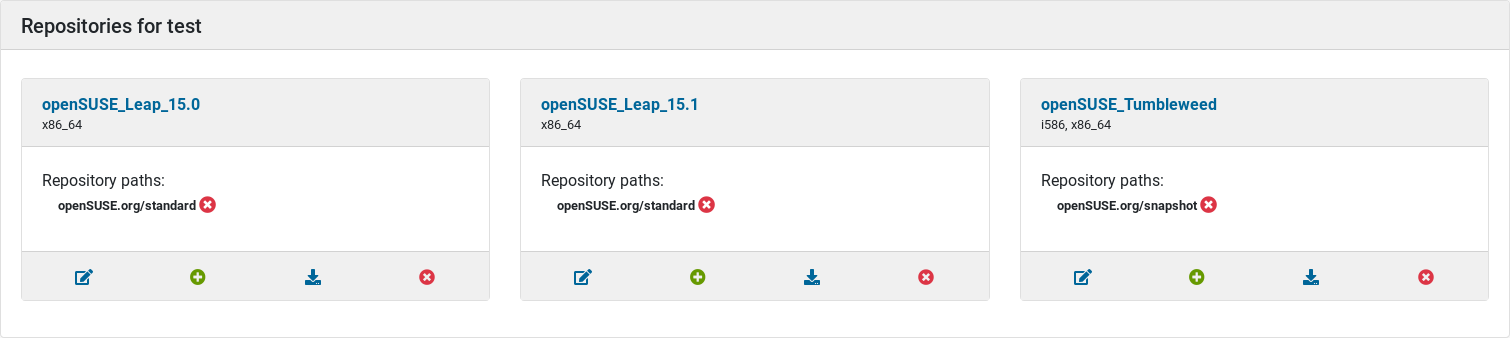 Repositories for test
openSUSE_Leap_15.0
x86_64
Repository paths:
openSUSE.org/standard
openSUSE_Leap_15.1
x86_64
Repository paths:
openSUSE.org/standard
openSUSE_Tumbleweed
i586, x86_64
Repository paths:
openSUSE.org/snapshot